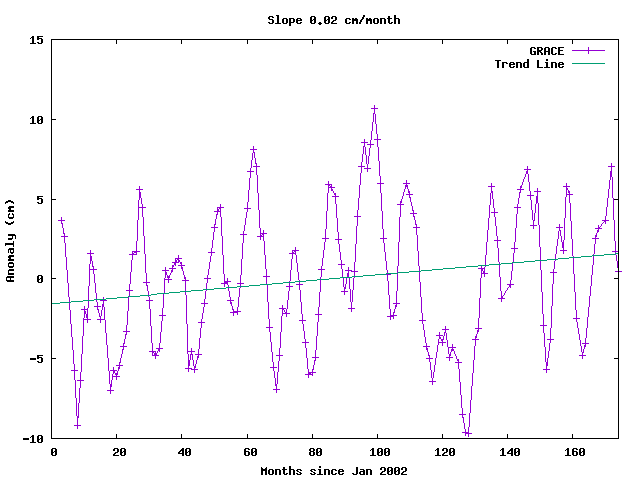 Slope 0.02 cm/month
15
GRACE
Trend Line
10
5
0
-5
-10
Anomaly (cm)
0 20 40 60 80 100 120 140 160
Months since Jan 2002